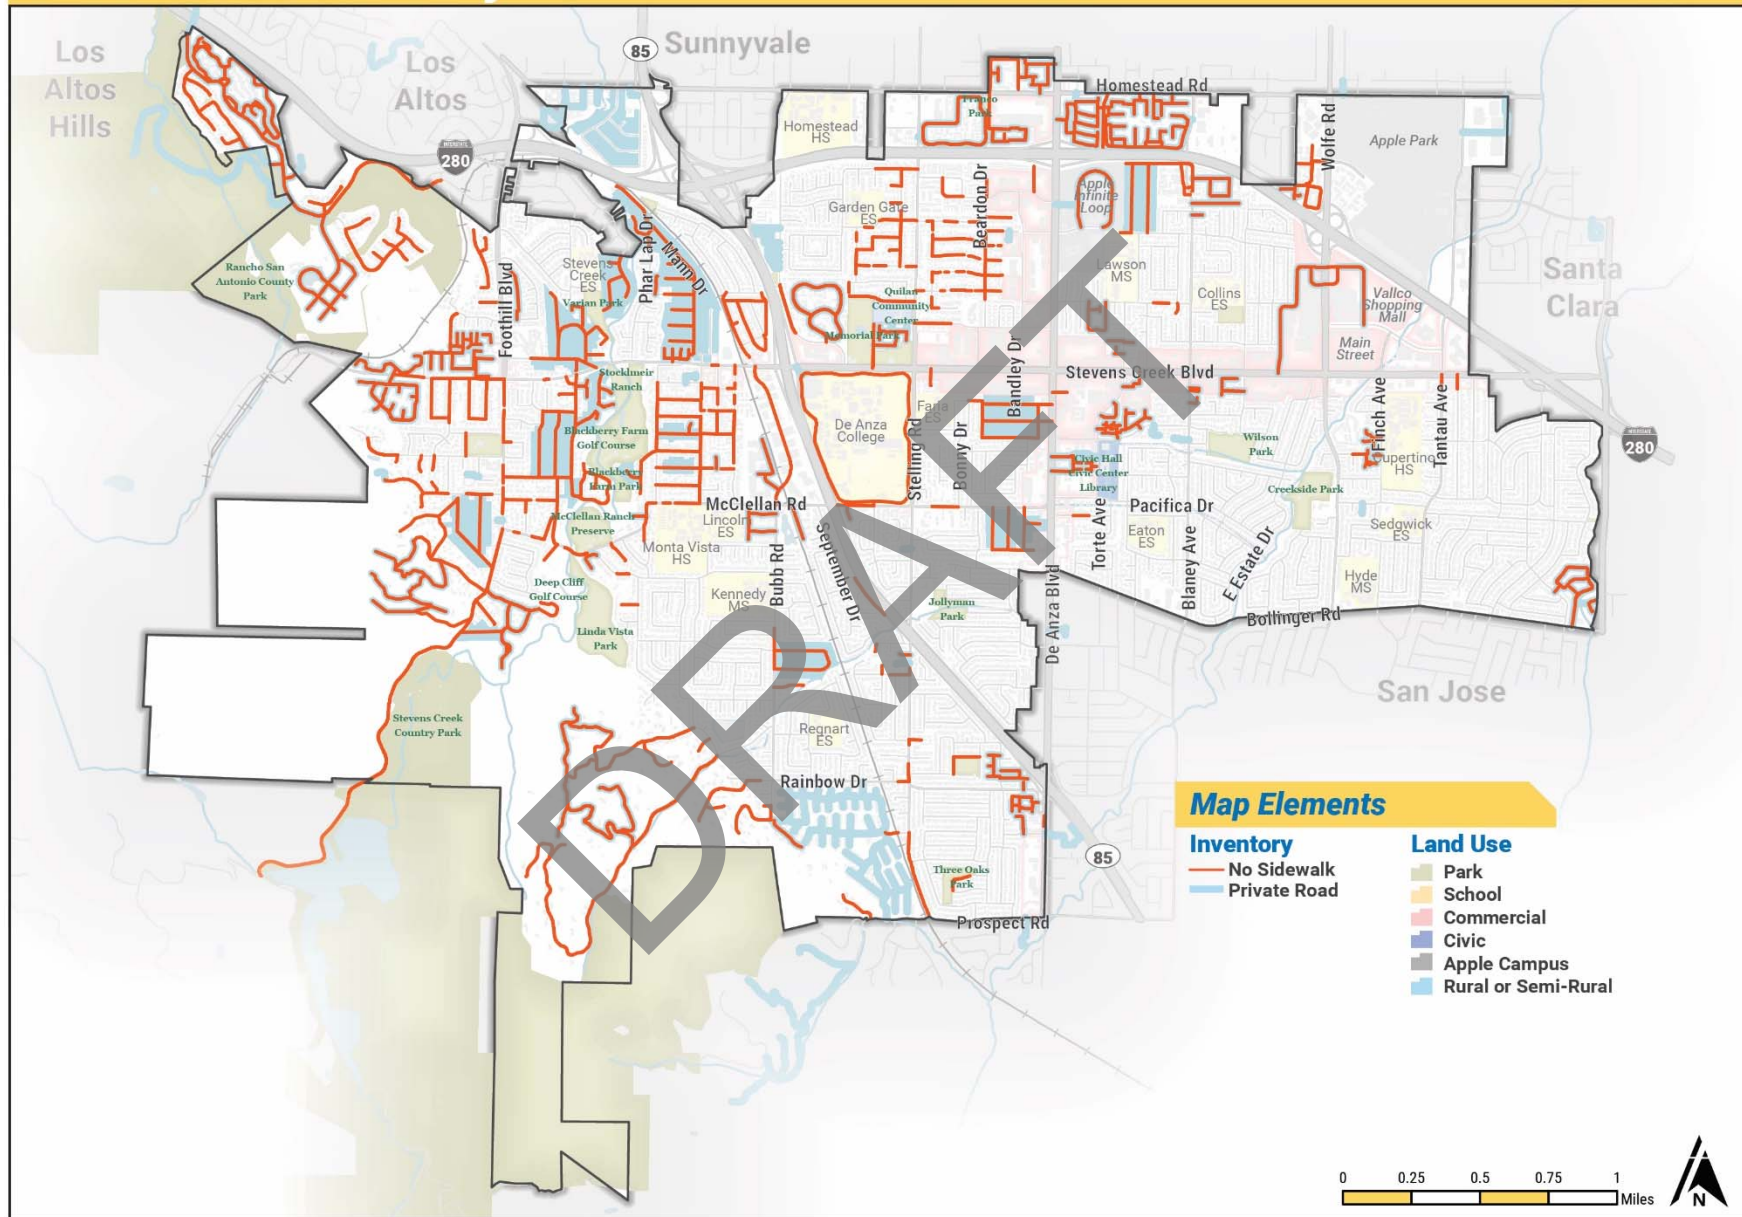 Los
Altos
Hills
Los
Altos
85
Sunnyvale
Homestead Rd
Homestead
HS
Franco
Park
Wolfe Rd
Apple Park
INTERSTATE
280
Apple
Infinite
Loop
Beardon Dr
Garden Gate
ES
Phar Lap Dr
Mann Dr
Stevens
Creek
ES
Varian Park
Foothill Blvd
Rancho San
Antonio County
Park
Lawson
MS
Collins
ES
Vallco
Shopping
Mall
Santa
Clara
Quilan
Community
Center
Memorial Park
Main
Street
Bandley Dr
Stevens Creek Blvd
Stocklmeir
Ranch
Blackberry Farm
Golf Course
Blackberry
Farm Park
De Anza
College
Faria
ES
Stelling Rd
Bonny Dr
Finch Ave
Tantau Ave
Wilson
Park
Cupertino
HS
INTERSTATE
280
Civic Hall
Civic Center
Library
Creekside Park
McClellan Rd
Lincoln
ES
McClellan Ranch
Preserve
Monta Vista
HS
September Dr
Bubb Rd
Pacifica Dr
Eaton
ES
Torte Ave
Blaney Ave
E Estate Dr
Sedgwick
ES
Hyde
MS
Bollinger Rd
Deep Cliff
Golf Course
Kennedy
MS
Jollyman
Park
De Anza Blvd
Linda Vista
Park
San Jose
Stevens Creek
Country Park
Regnart
ES
Rainbow Dr
85
Three Oaks
Park
Prospect Rd
DRAFT
Map Elements
Inventory
No Sidewalk
Private Road
Land Use
Park
School
Commercial
Civic
Apple Campus
Rural or Semi-Rural
0 0.25 0.5 0.75 1
Miles
N